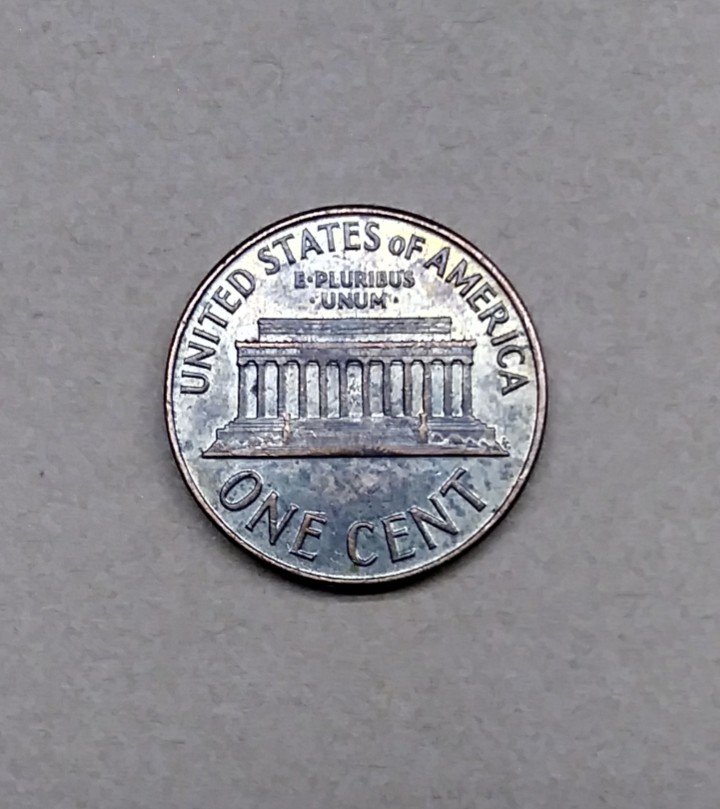 UNITED STATES OF AMERICA
E·PLURIBUS
·UNUM·
ONE CENT